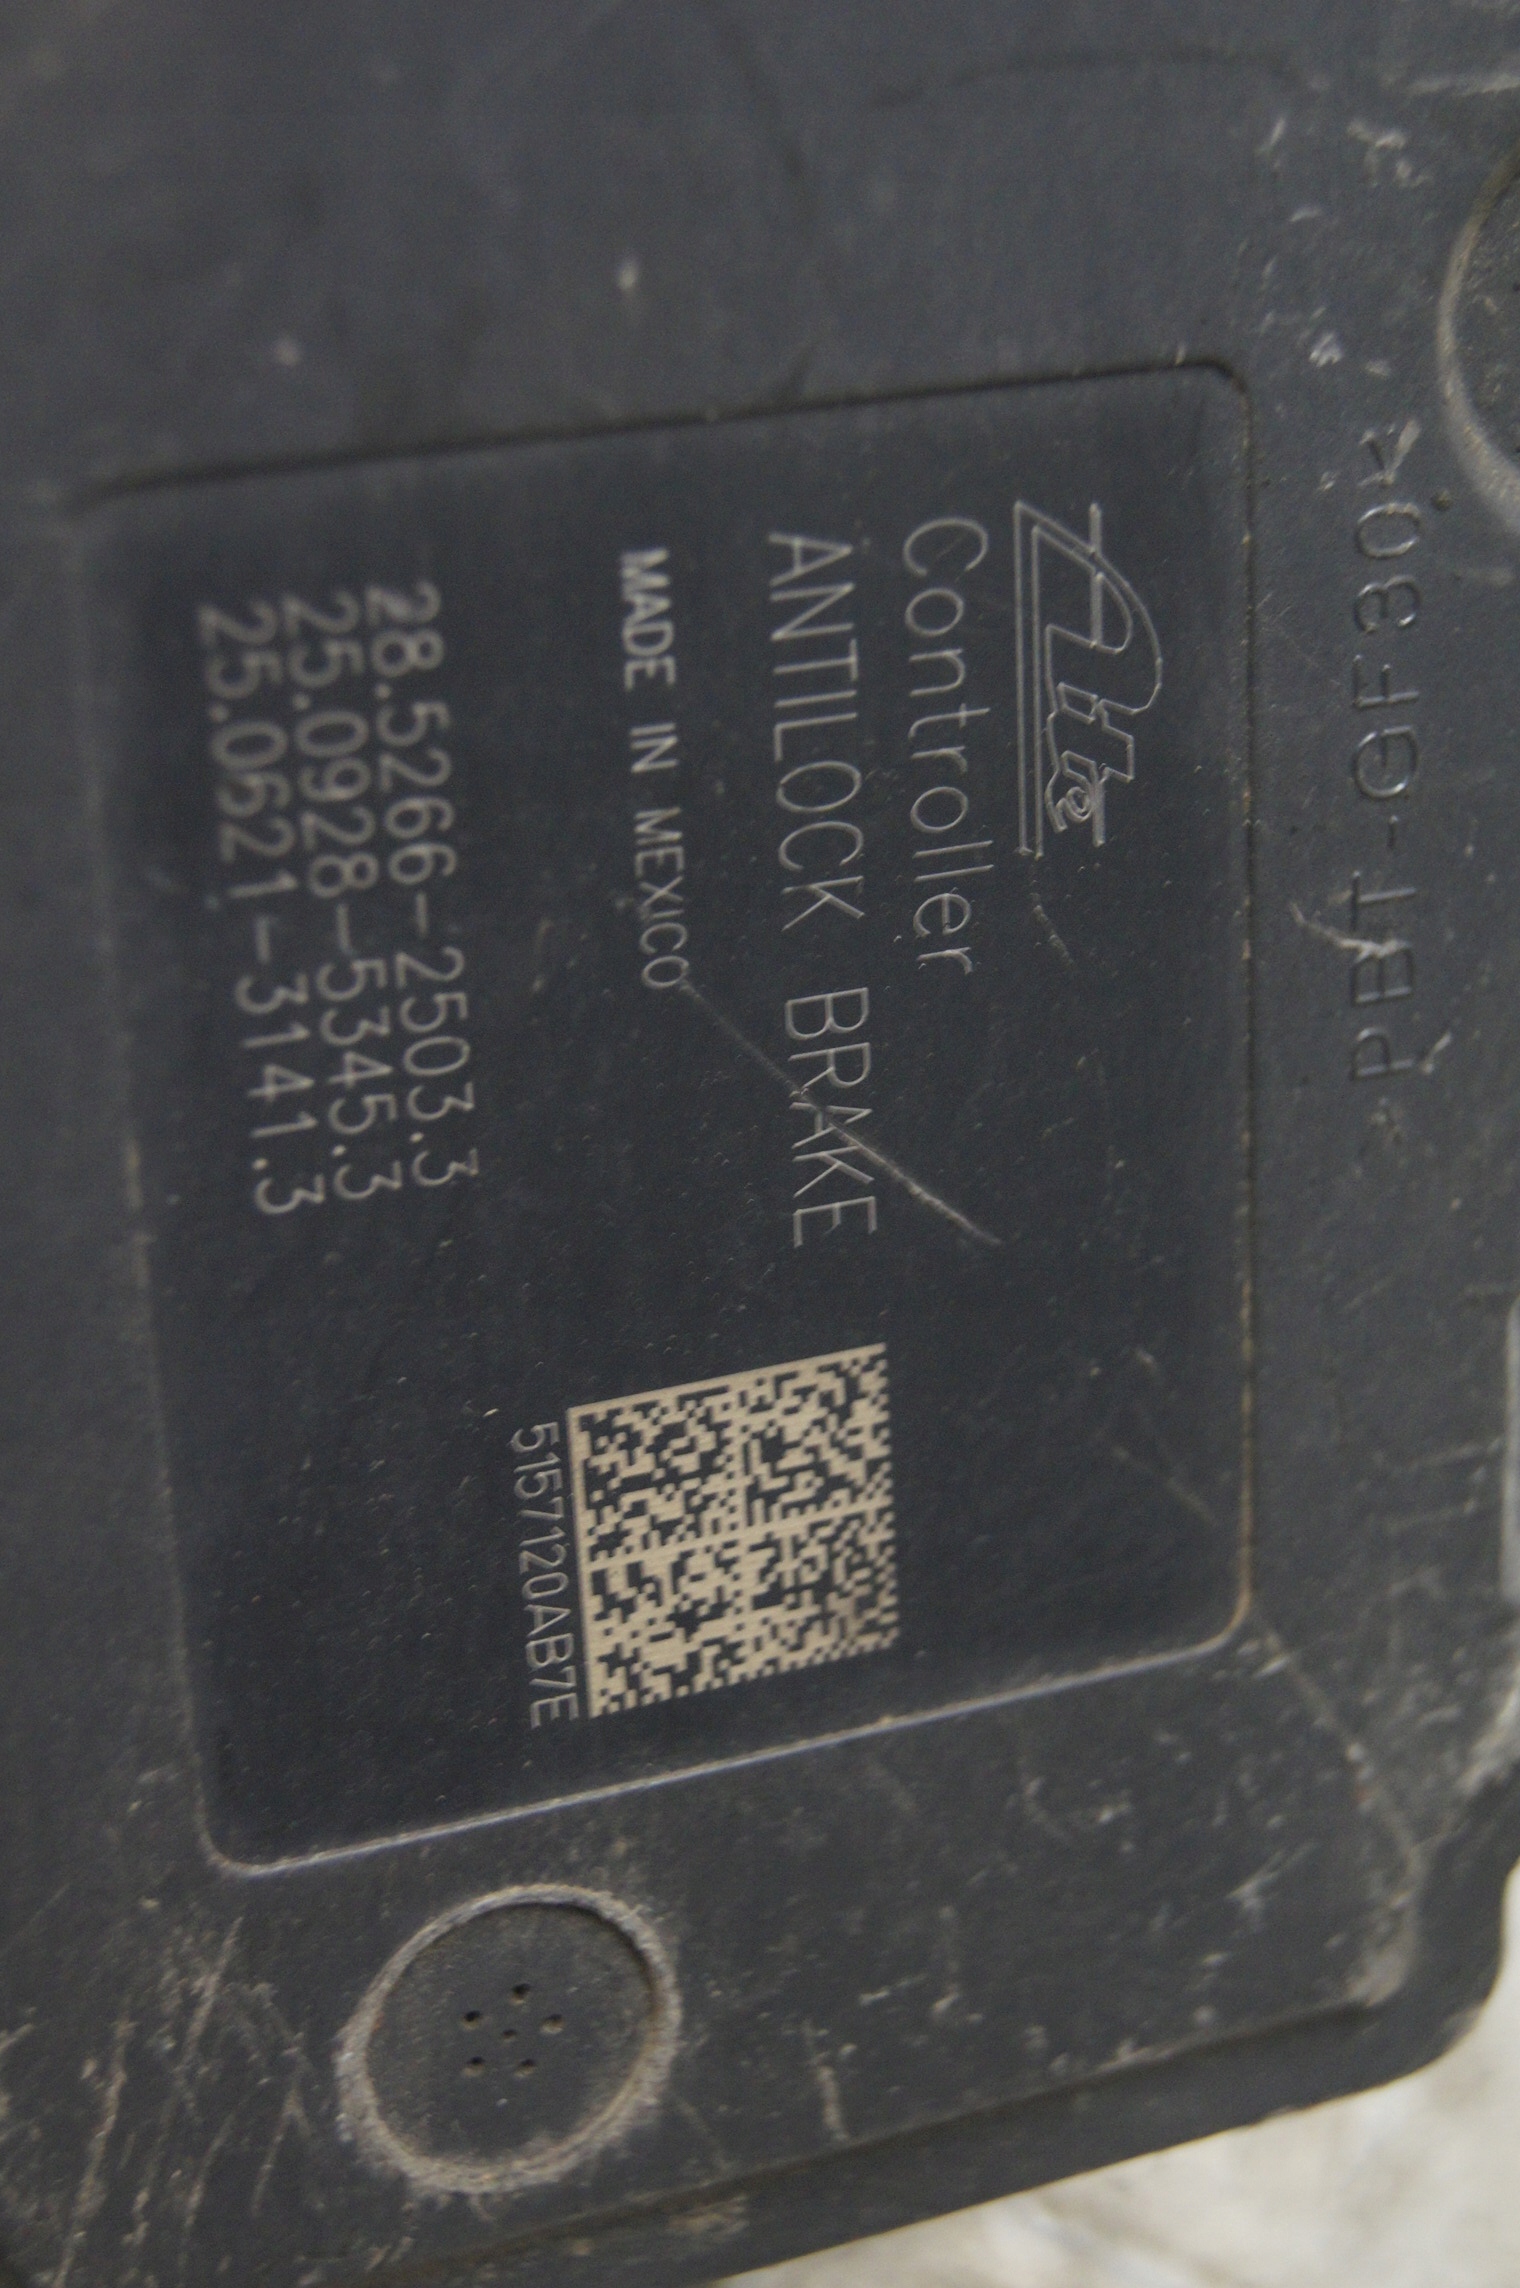 PBT-GF30
Ate
Controller
ANTILOCK BRAKE
MADE IN MEXICO
28.5266-2503.3
25.0928-5345.3
25.0621-3141.3
5157120AB7E